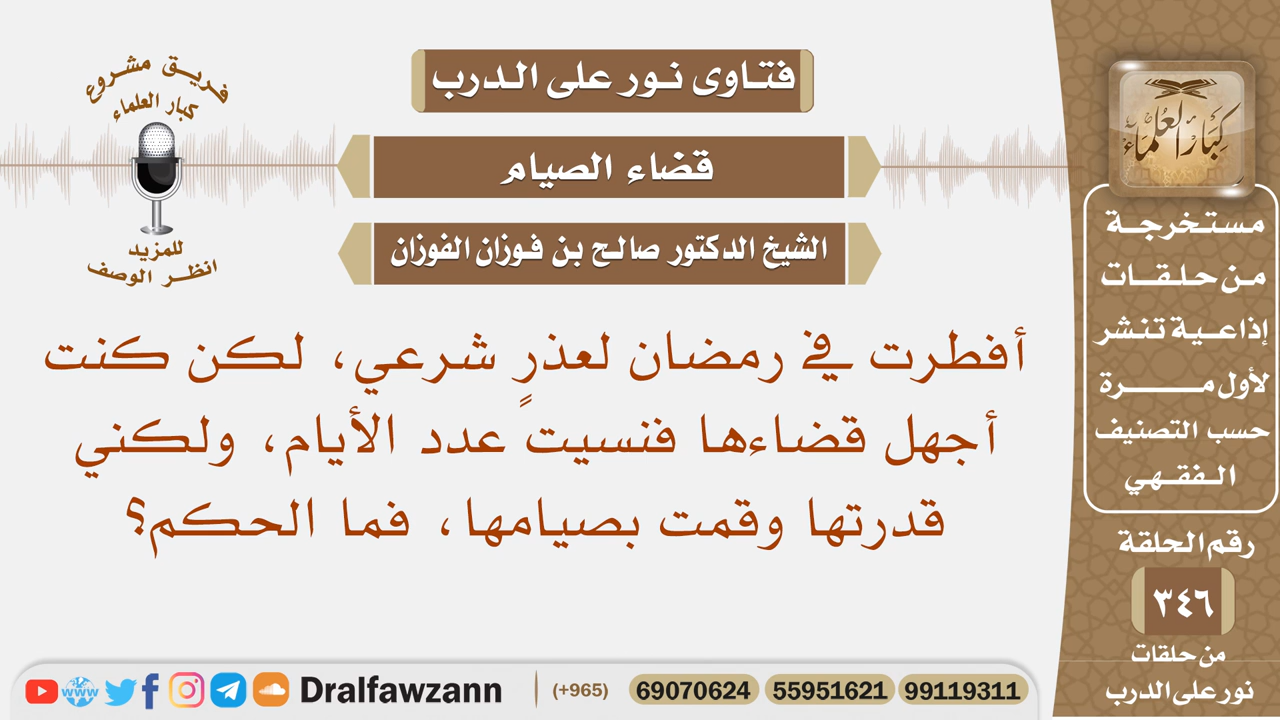 فتاوى نور على الدرب
قضاء الصيام
الشيخ الدكتور صالح بن فوزان الفوزان
أفطرت في رمضان لعذرٍ شرعي، لكن كنت
أجهل قضاءها فنسيت عدد الأيام، ولكني
قدرتها وقمت بصيامها، فما الحكم؟
فريق مشروع
كبار العلماء
للمزيد
انظر الوصف
كبار العلماء
مستخرجة
من حلقات
إذاعية تنشر
لأول مرة
حسب التصنيف
الفقهي
رقم الحلقة
٣٤٦
من حلقات
نور على الدرب
www
Dralfawzann
(+965)
69070624
55951621
99119311